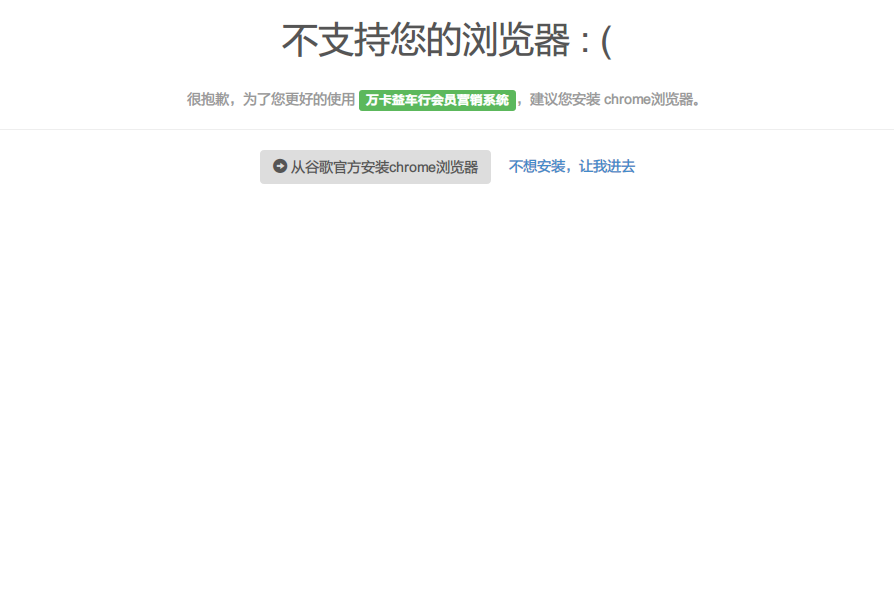 不支持您的浏览器 : (
很抱歉，为了您更好的使用 万卡益车行会员营销系统 ，建议您安装 chrome浏览器。
从谷歌官方安装chrome浏览器 不想安装，让我进去